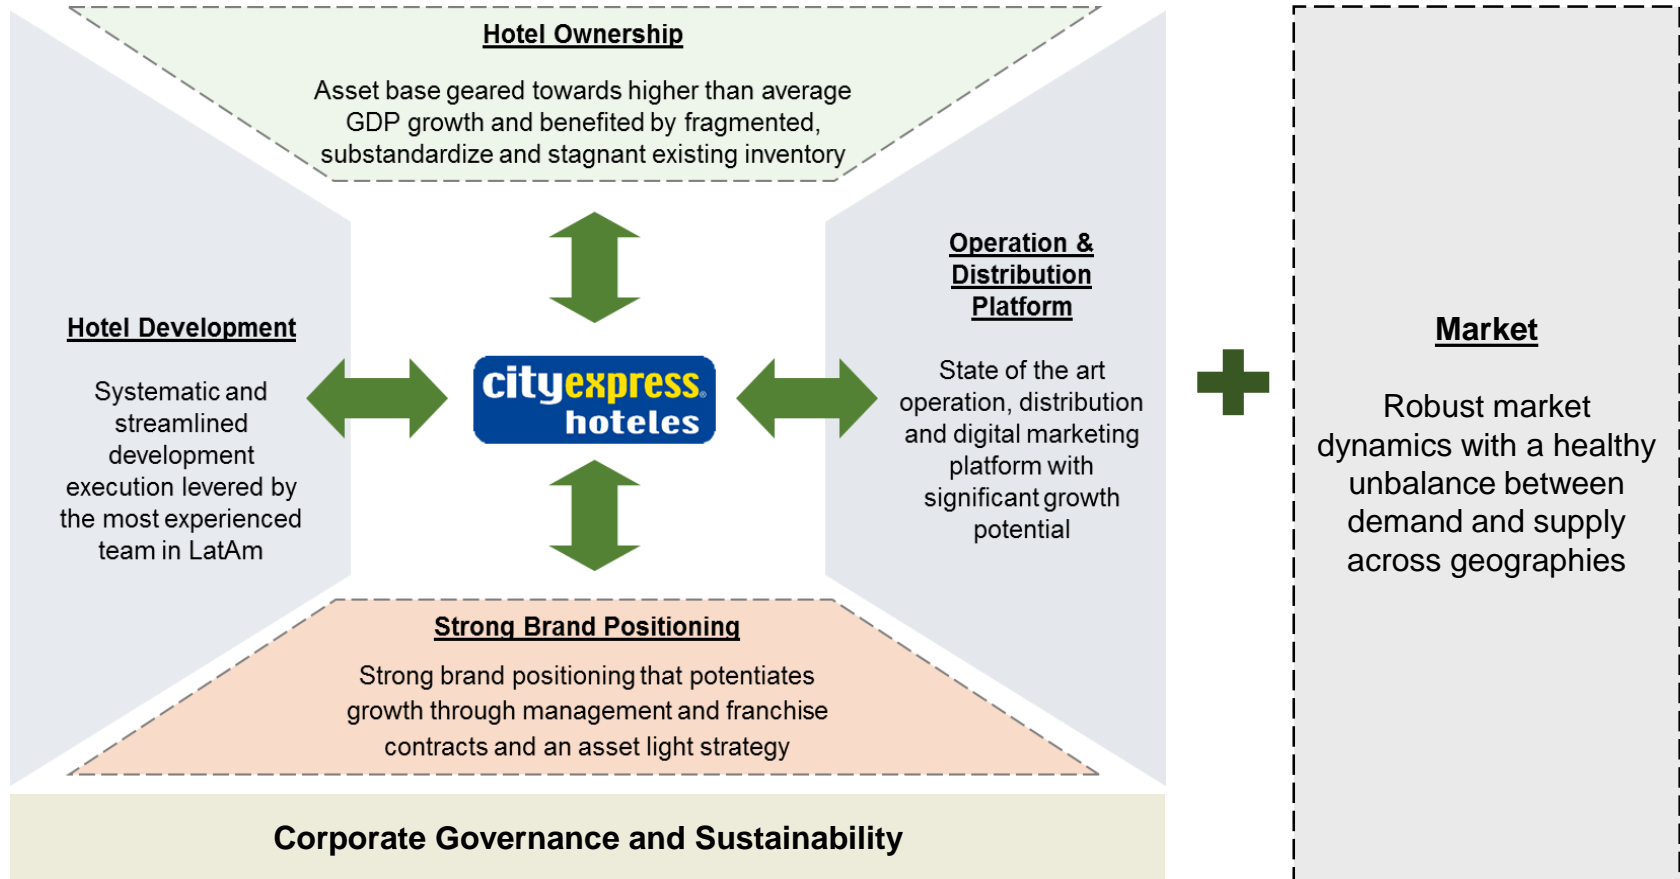 Hotel Ownership
Asset base geared towards higher than average
GDP growth and benefited by fragmented,
substandardize and stagnant existing inventory
Hotel Development
Systematic and
streamlined
development
execution levered by
the most experienced
team in LatAm
cityexpress®
hoteles
Operation &
Distribution
Platform
State of the art
operation, distribution
and digital marketing
platform with
significant growth
potential
Strong Brand Positioning
Strong brand positioning that potentiates
growth through management and franchise
contracts and an asset light strategy
Corporate Governance and Sustainability
Market
Robust market
dynamics with a healthy
unbalance between
demand and supply
across geographies